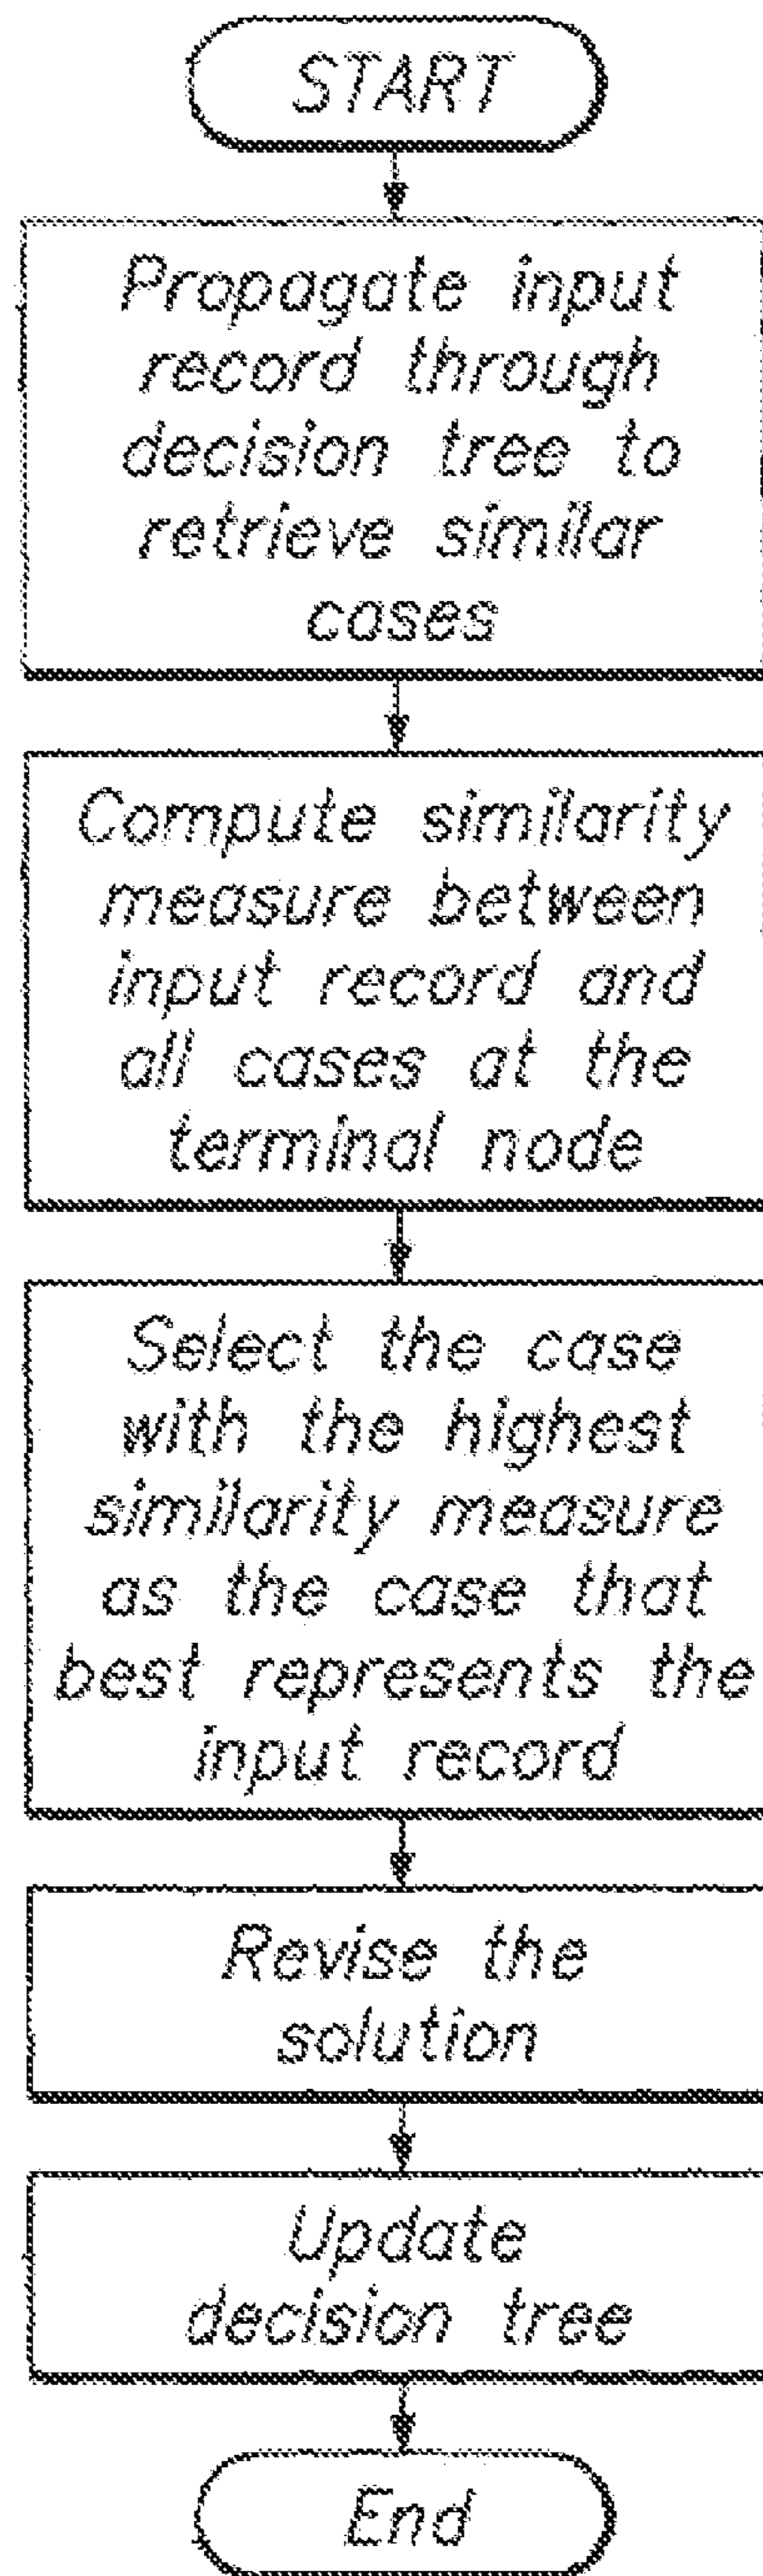 START
Propagate input
record through
decision tree to
retrieve similar
cases
Compute similarity
measure between
input record and
all cases at the
terminal node
Select the case
with the highest
similarity measure
as the case that
best represents the
input record
Revise the
solution
Update
decision tree
End